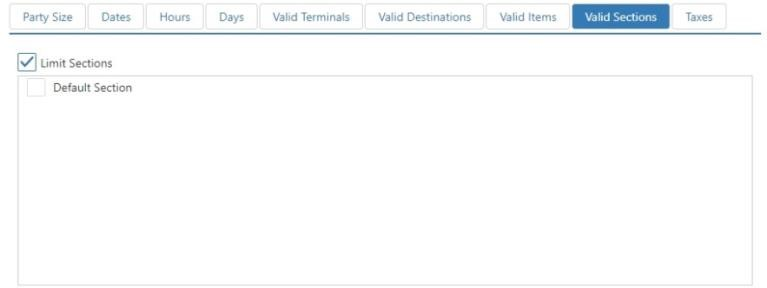 Party Size Dates Hours Days Valid Terminals Valid Destinations Valid Items Valid Sections Taxes
Limit Sections
Default Section